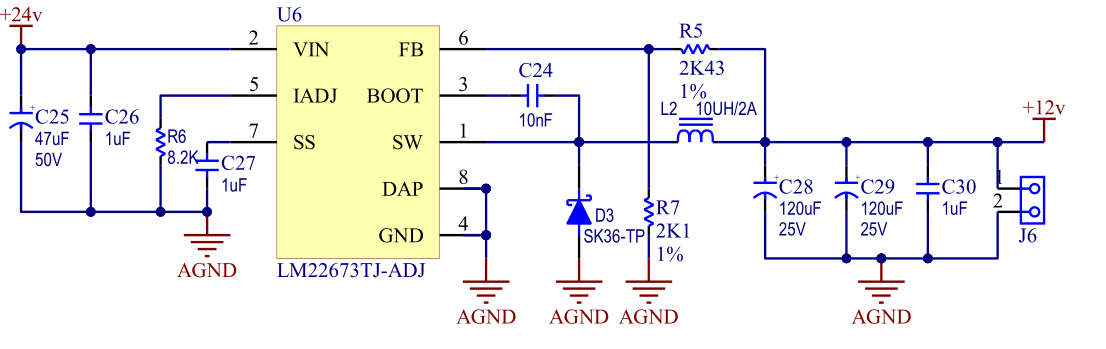 +24v
C25
47uF
50V
C26
1uF
R6
8.2K
C27
1uF
AGND
U6
2 VIN
5 IADJ
7 SS
FB 6
BOOT 3
SW 1
DAP 8
GND 4
LM22673TJ-ADJ
AGND
C24
10nF
D3
SK36-TP
AGND
R5
2K43
1%
L2 10UH/2A
R7
2K1
1%
AGND
+
C28
120uF
25V
+
C29
120uF
25V
C30
1uF
AGND
+12v
1
2
J6